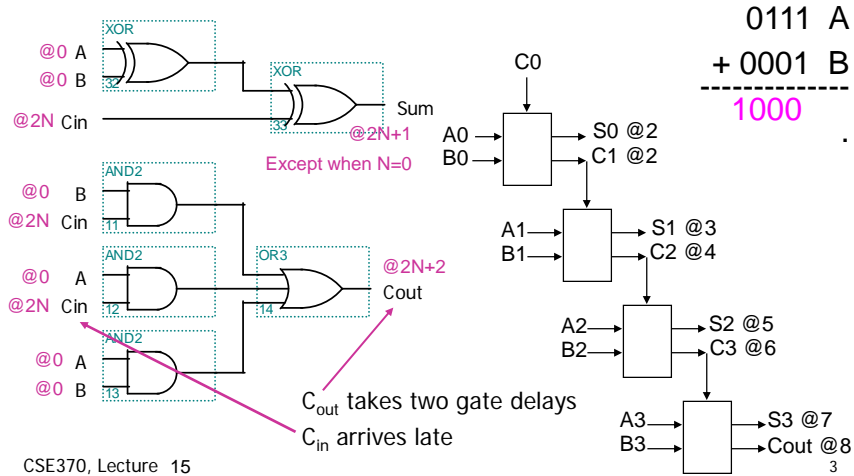 XOR
@0 A
@0 B
32
XOR
@2N Cin
33
Sum
@2N+1
Except when N=0
AND2
@0 B
@2N Cin
11
AND2
@0 A
@2N Cin
12
AND2
@0 A
@0 B
13
OR3
14
@2N+2
Cout
Cout takes two gate delays
Cin arrives late
C0
A0
B0
S0 @2
C1 @2
A1
B1
S1 @3
C2 @4
A2
B2
S2 @5
C3 @6
A3
B3
S3 @7
Cout @8
0111 A
+ 0001 B
----------------
1000
.
CSE370, Lecture 15
3